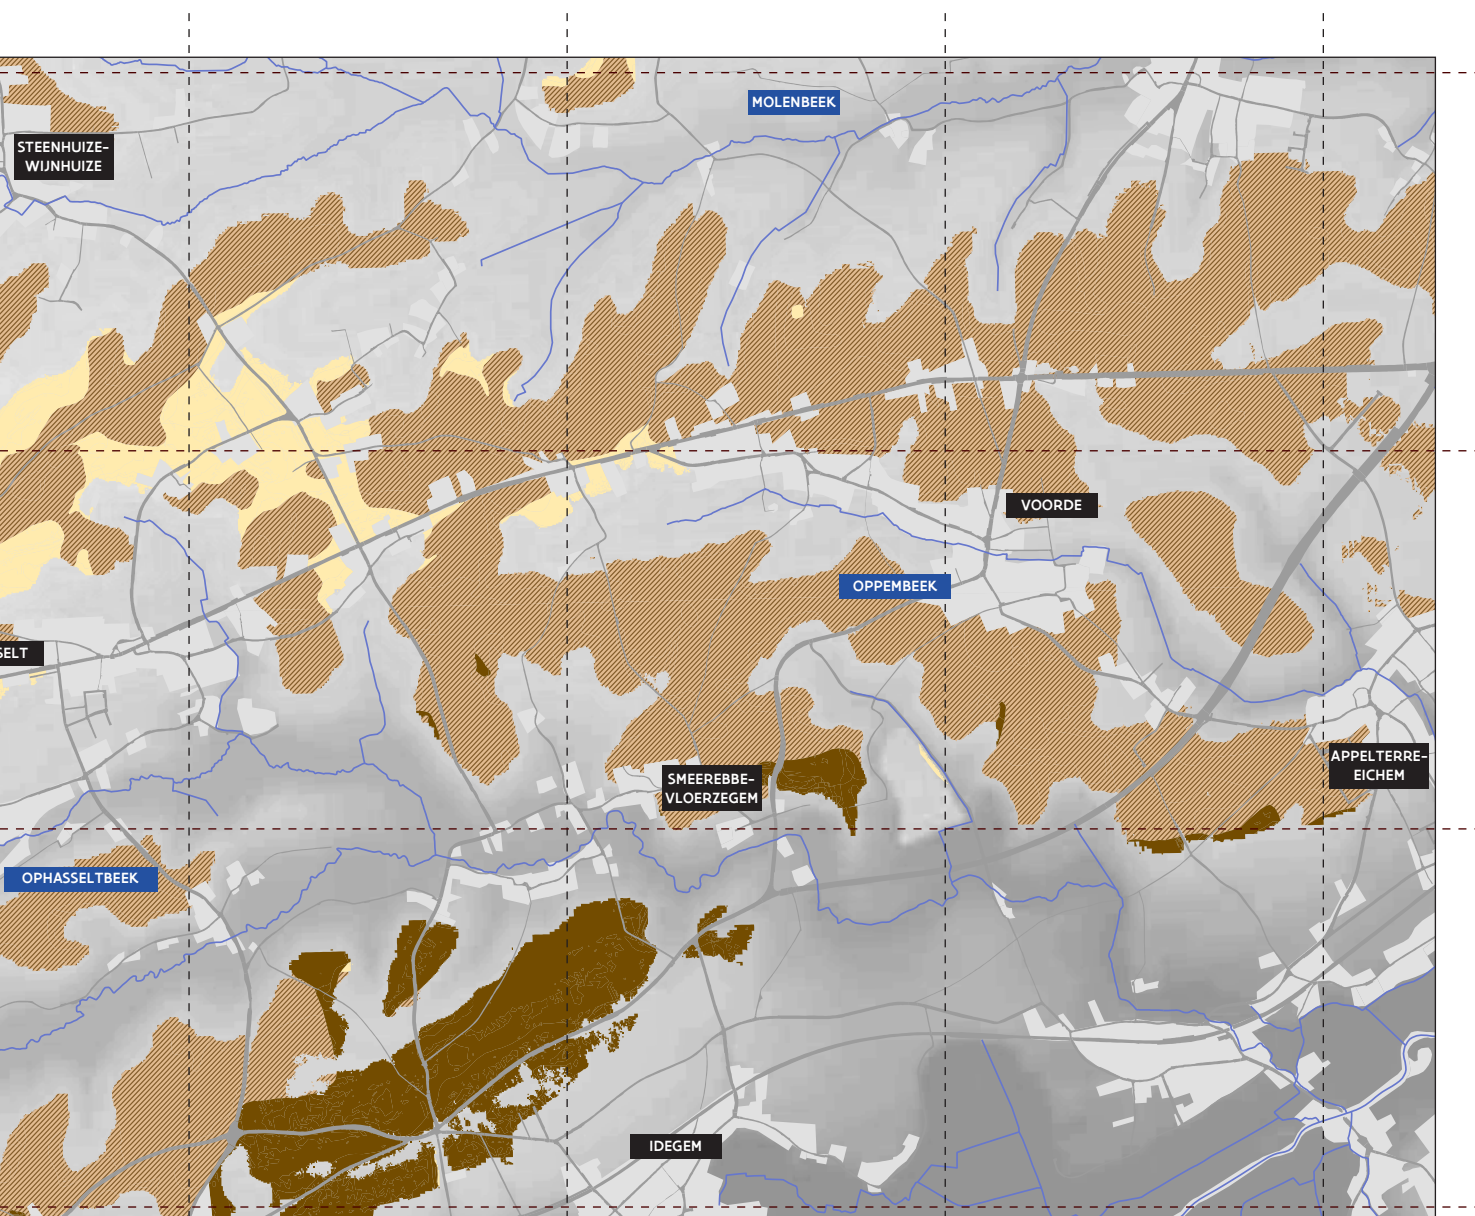 MOLENBEEK
STEENHUIZE-
WIJNHUIZE
VOORDE
OPPEMBEEK
SELT
APPELTERRE-
EICHEM
SMEEREBBE-
VLOERZEGEM
OPHASSELTBEEK
IDEGEM